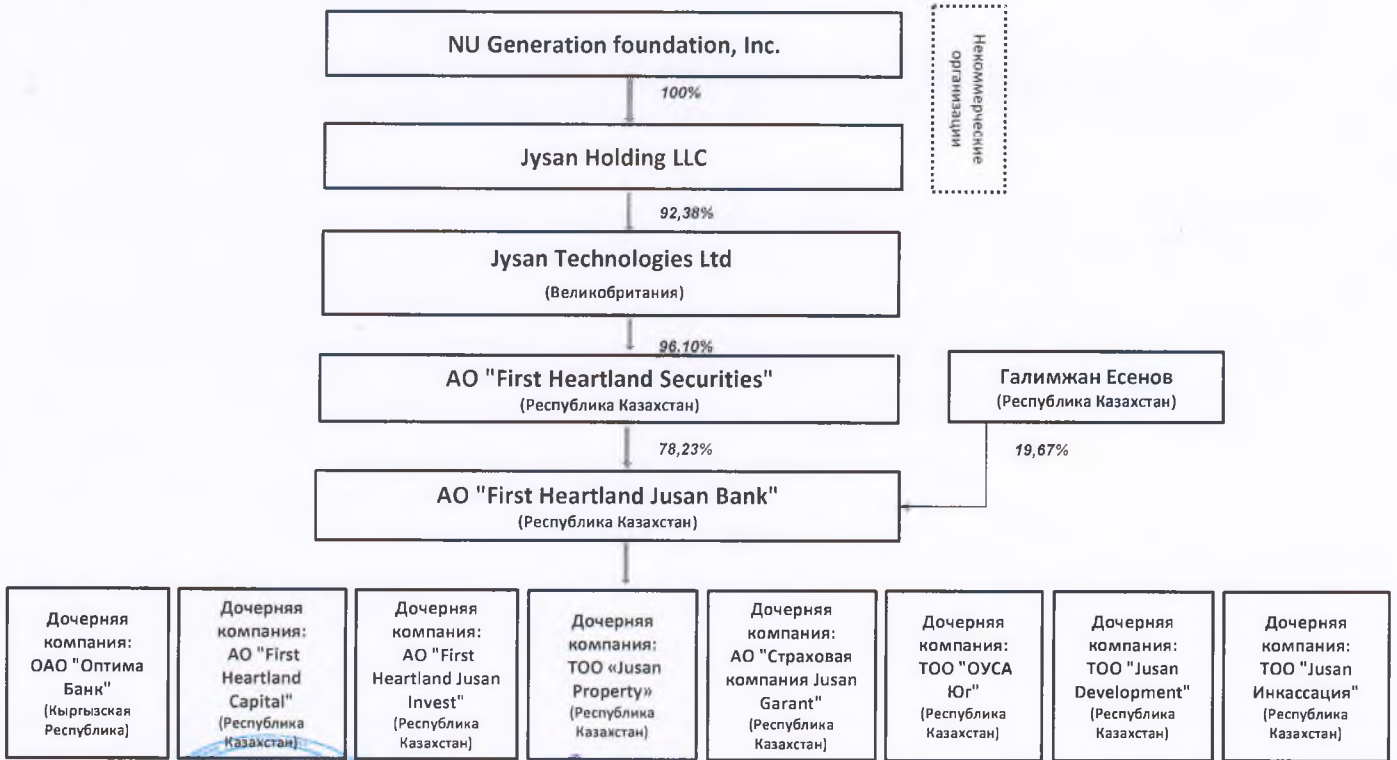 NU Generation foundation, Inc.
Некоммерческие
организации
100%
Jysan Holding LLC
92,38%
Jysan Technologies Ltd
(Великобритания)
96.10%
АО "First Heartland Securities"
(Республика Казахстан)
Галимжан Есенов
(Республика Казахстан)
78,23%
19,67%
АО "First Heartland Jusan Bank"
(Республика Казахстан)
Дочерняя
компания:
ОАО "Оптима
Банк"
(Кыргызская
Республика)
Дочерняя
компания:
АО "First
Heartland
Capital"
(Республика
Казахстан)
Дочерняя
компания:
АО "First
Heartland Jusan
Invest"
(Республика
Казахстан)
Дочерняя
компания:
ТОО «Jusan
Property»
(Республика
Казахстан)
Дочерняя
компания:
АО "Страховая
компания Jusan
Garant"
(Республика
Казахстан)
Дочерняя
компания:
ТОО "ОУСА
Юг"
(Республика
Казахстан)
Дочерняя
компания:
ТОО "Jusan
Development"
(Республика
Казахстан)
Дочерняя
компания:
ТОО "Jusan
Инкассация"
(Республика
Казахстан)